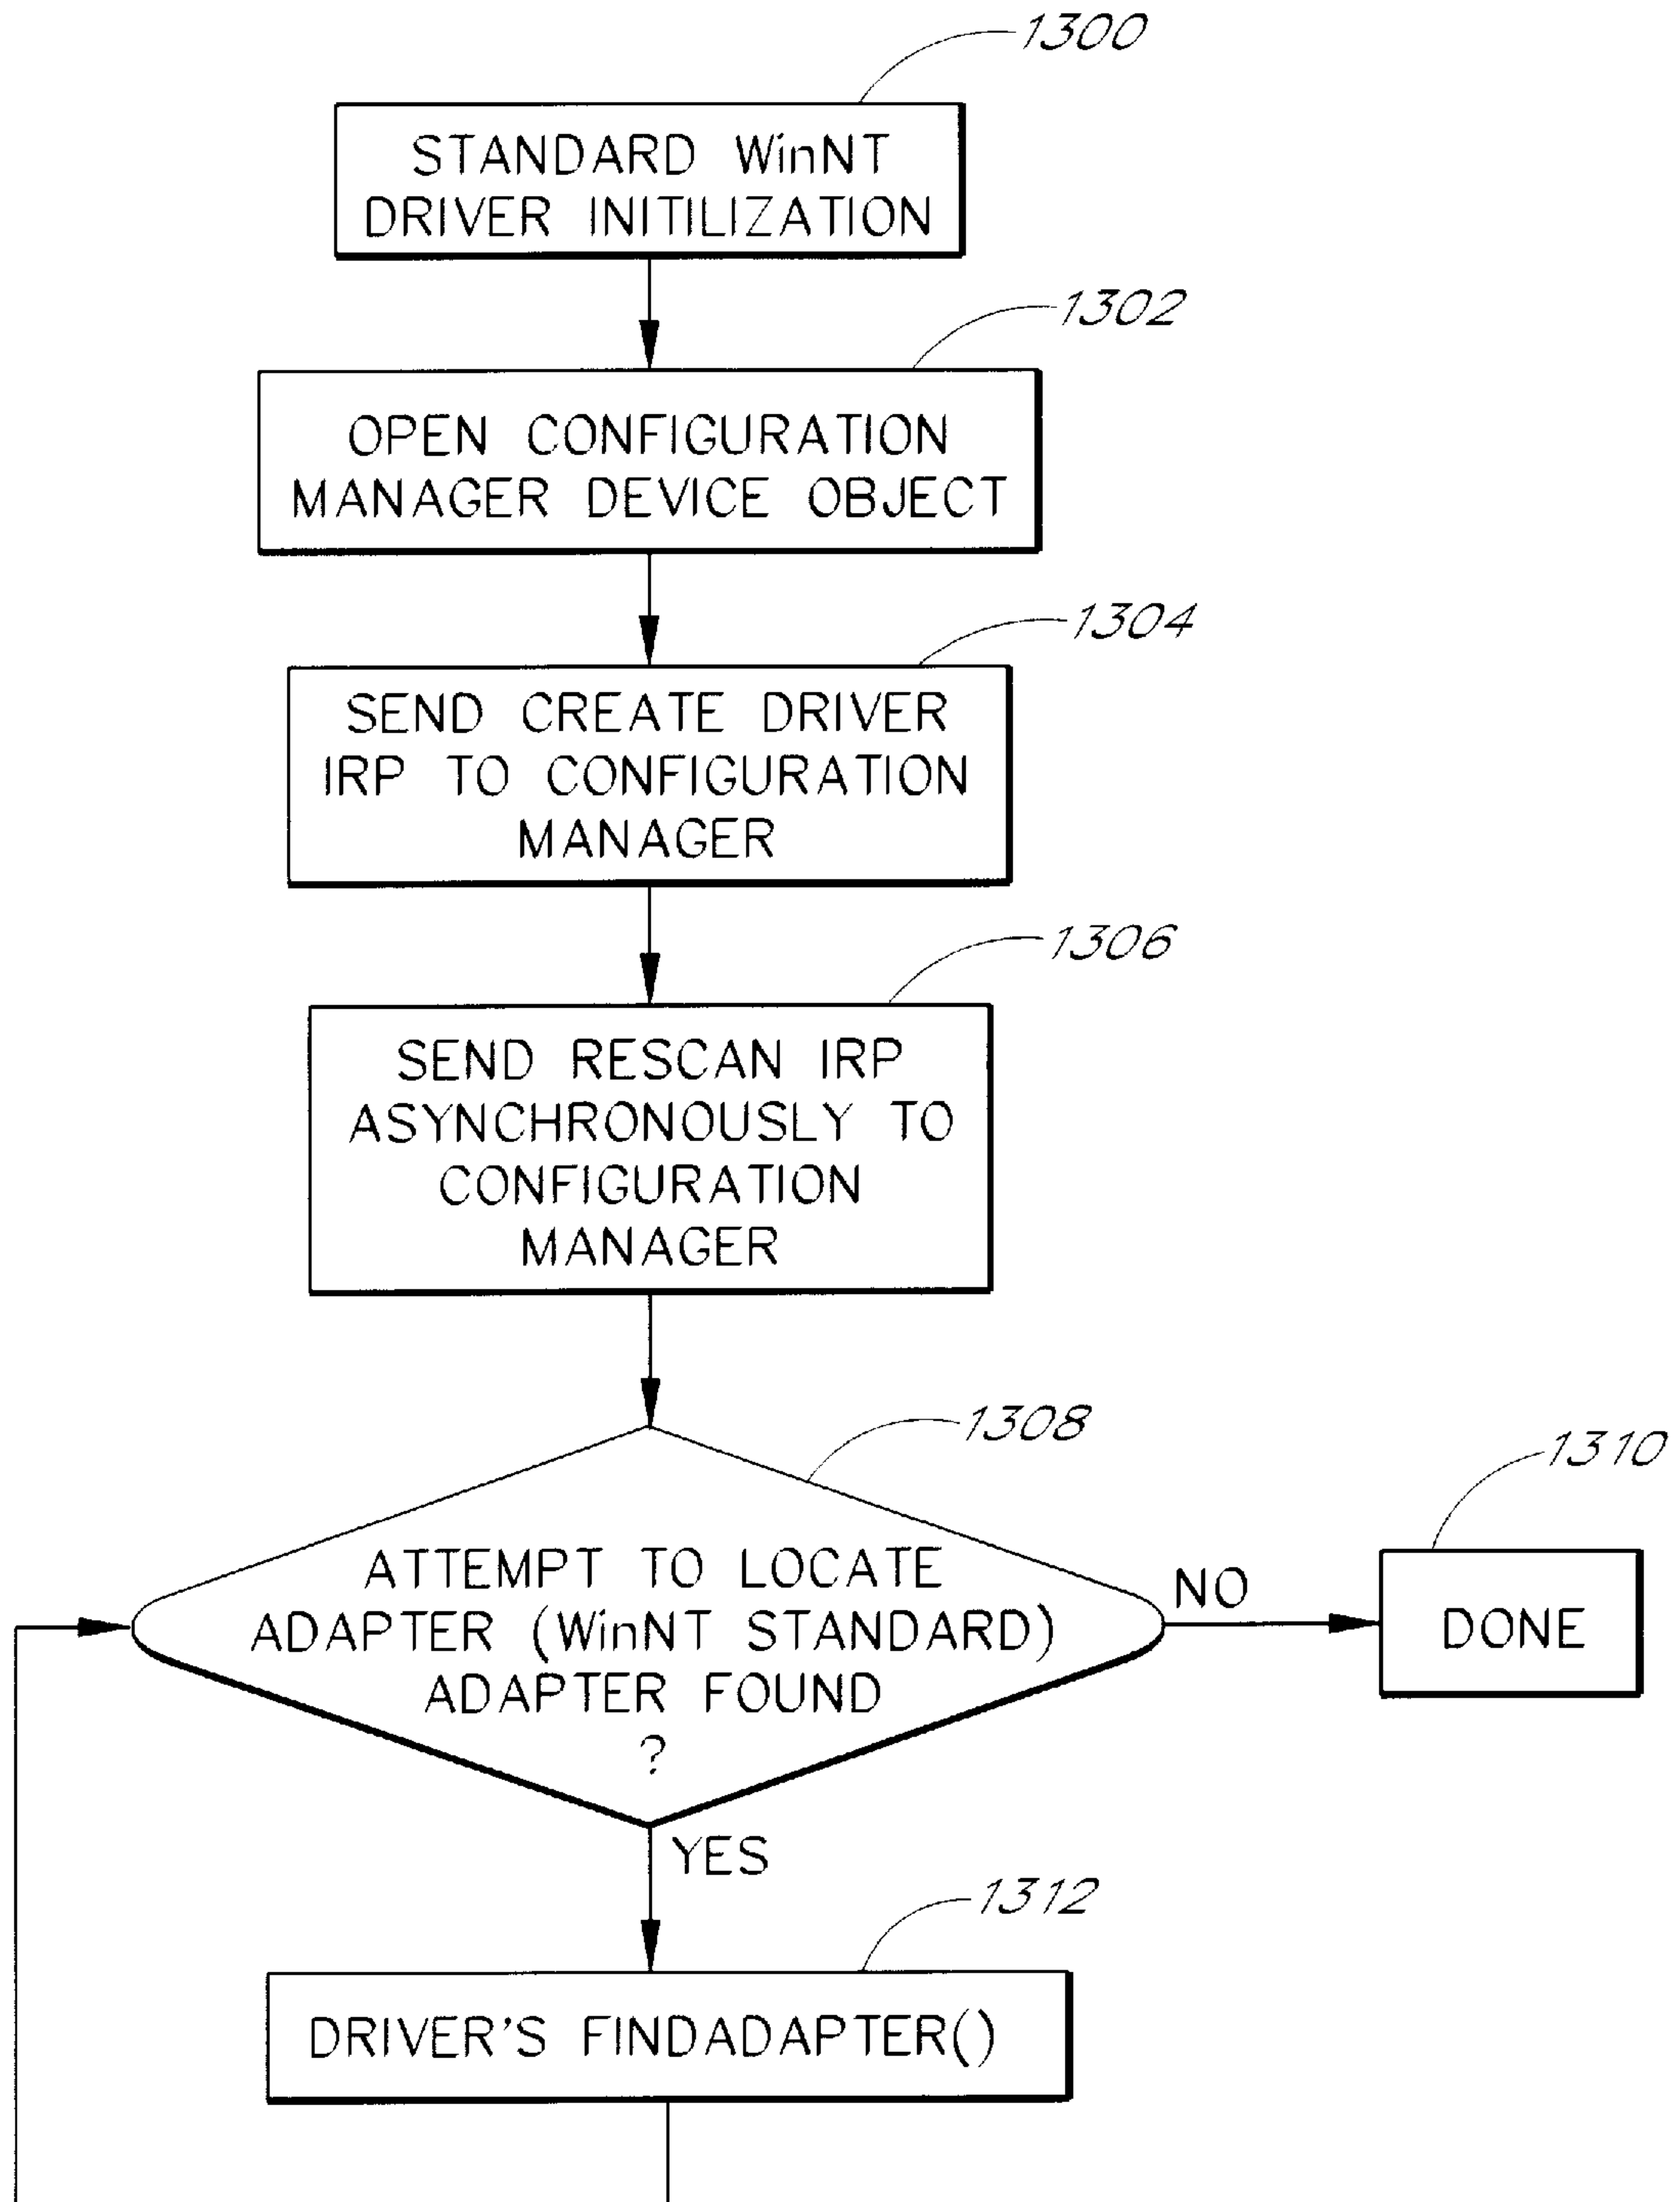 1300
STANDARD WinNT
DRIVER INITILIZATION
1302
OPEN CONFIGURATION
MANAGER DEVICE OBJECT
1304
SEND CREATE DRIVER
IRP TO CONFIGURATION
MANAGER
1306
SEND RESCAN IRP
ASYNCHRONOUSLY TO
CONFIGURATION
MANAGER
1308
ATTEMPT TO LOCATE
ADAPTER (WinNT STANDARD)
ADAPTER FOUND
?
NO
1310
DONE
YES
1312
DRIVER'S FINDADAPTER()